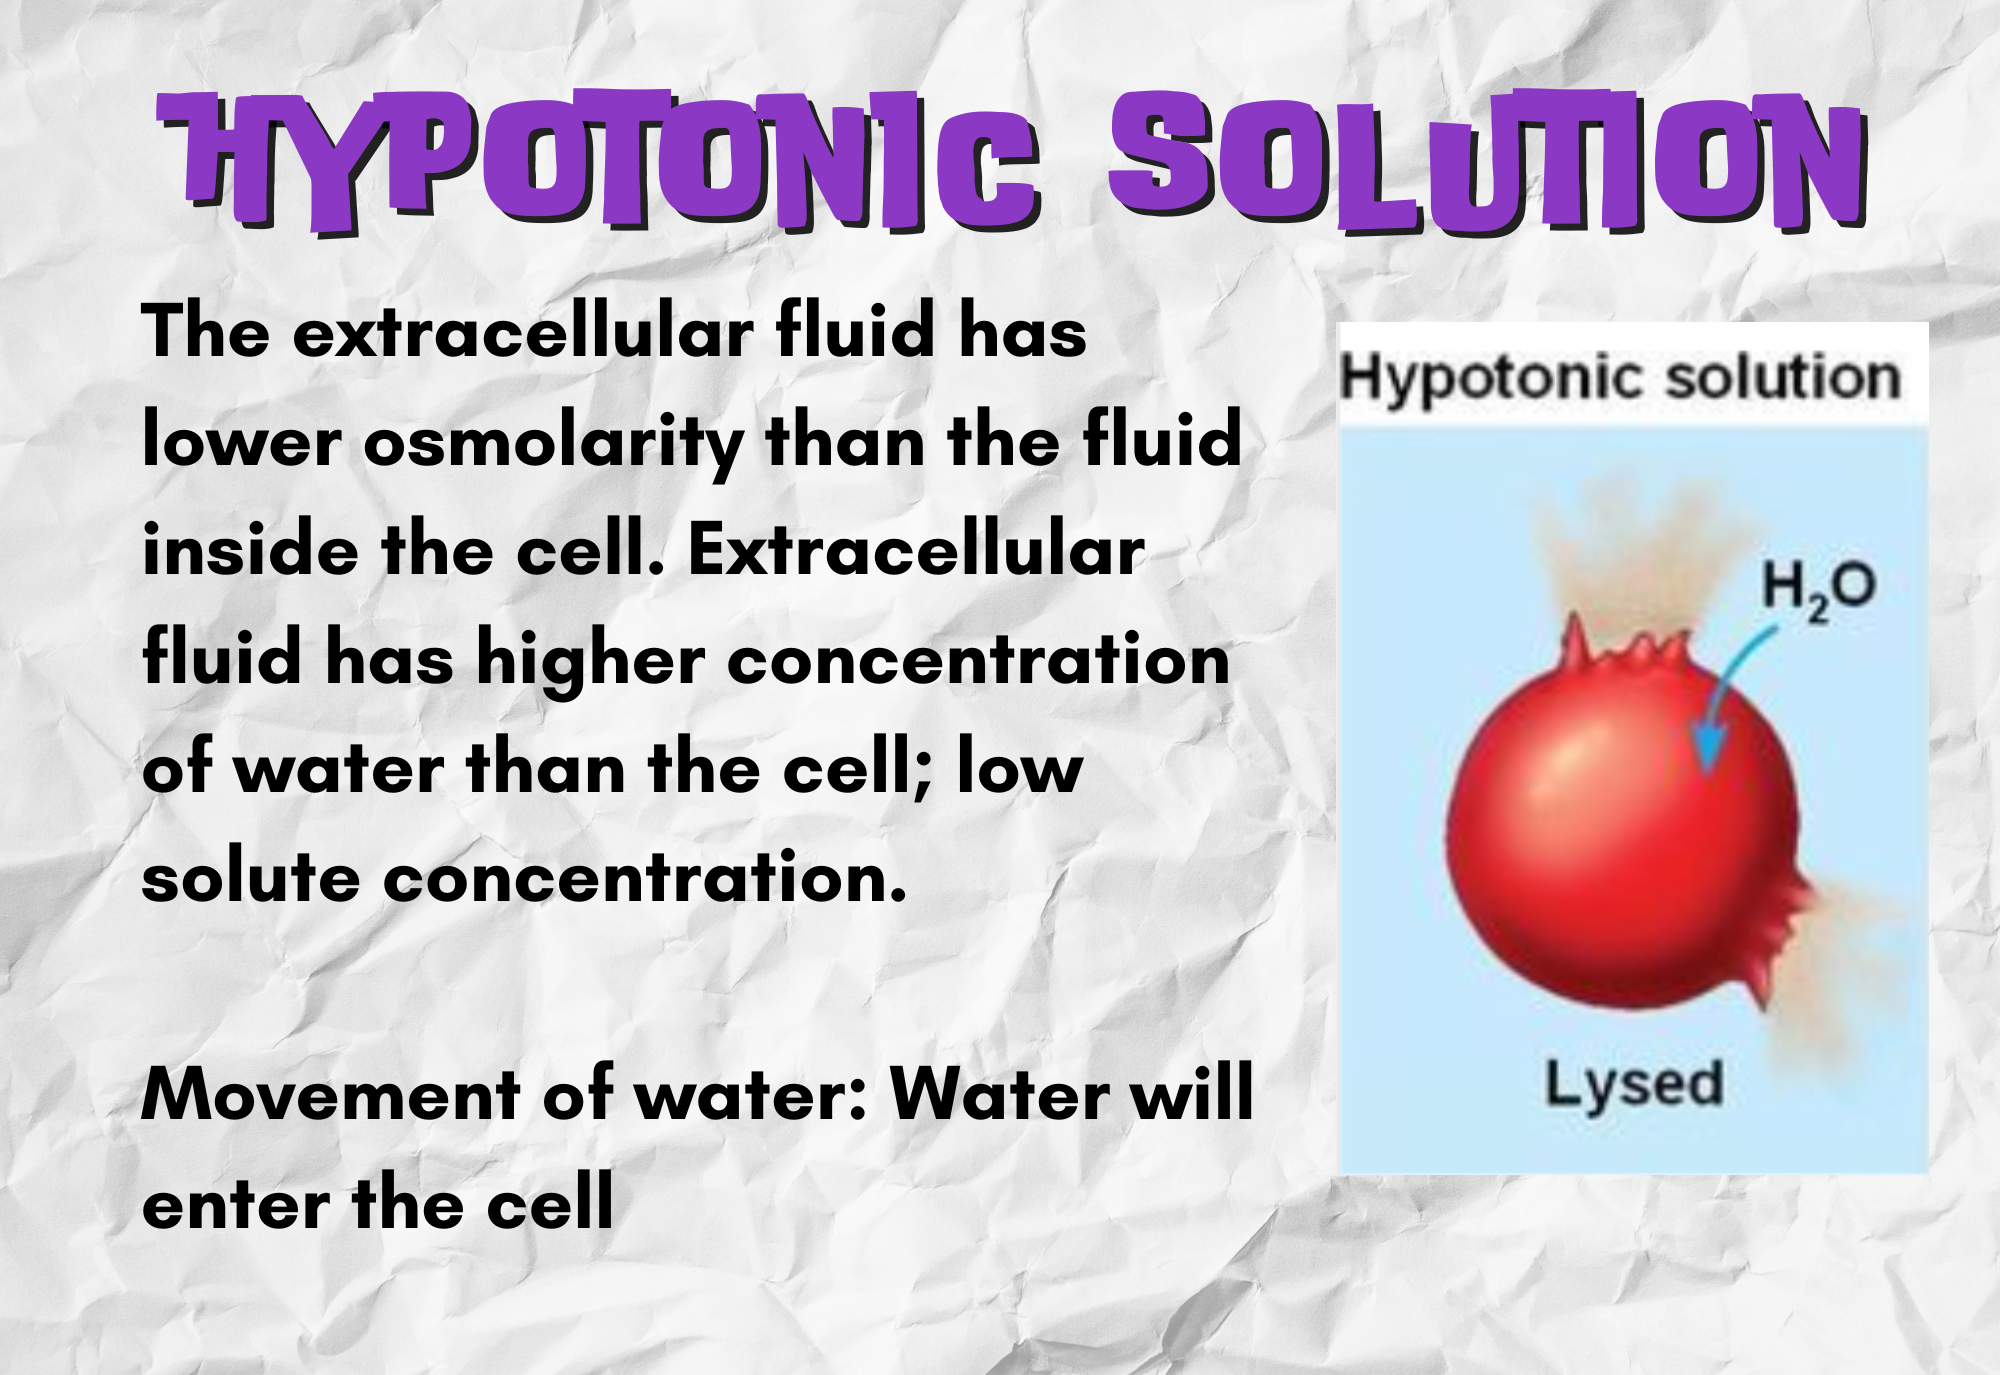 HYPOTONIC SOLUTION
The extracellular fluid has
lower osmolarity than the fluid
inside the cell. Extracellular
fluid has higher concentration
of water than the cell; low
solute concentration.
Movement of water: Water will
enter the cell
Hypotonic solution
H₂O
Lysed